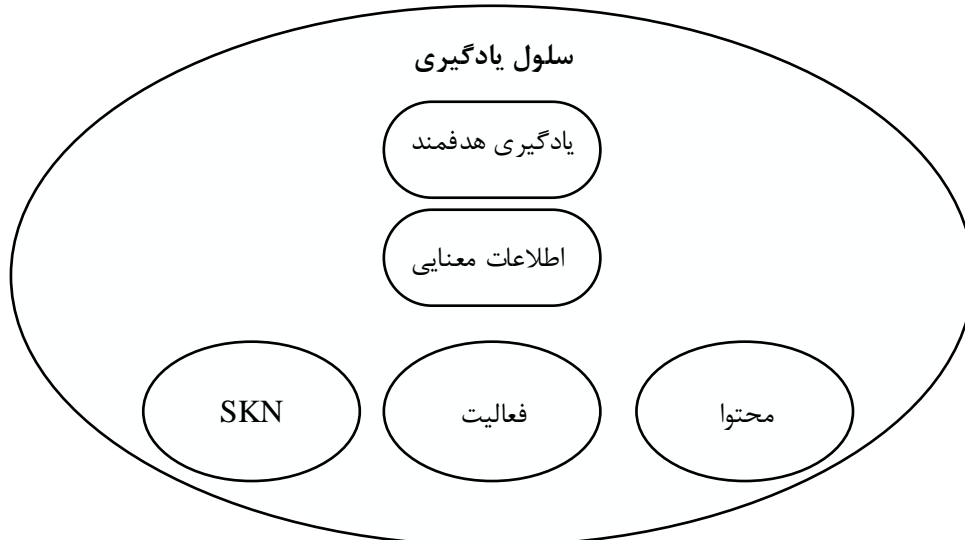 سلول یادگیری
یادگیری هدفمند
اطلاعات معنایی
محتوا
فعالیت
SKN